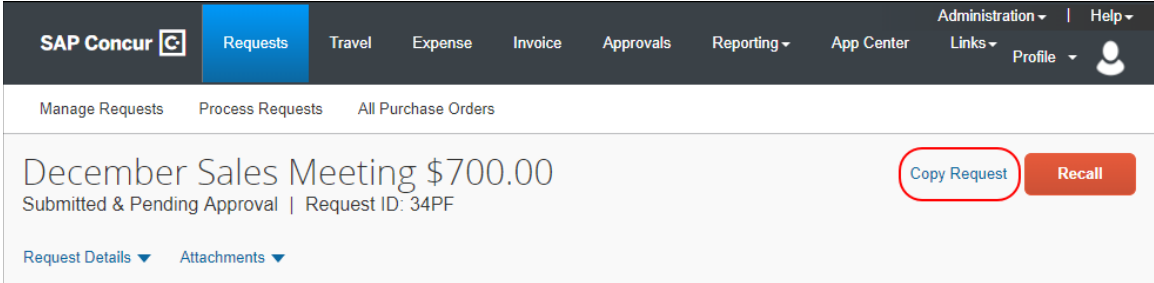 Administration | Help
SAP Concur C Requests Travel Expense Invoice Approvals Reporting App Center Links
Profile
Manage Requests Process Requests All Purchase Orders
December Sales Meeting $700.00
Copy Request Recall
Submitted & Pending Approval | Request ID: 34PF
Request Details Attachments